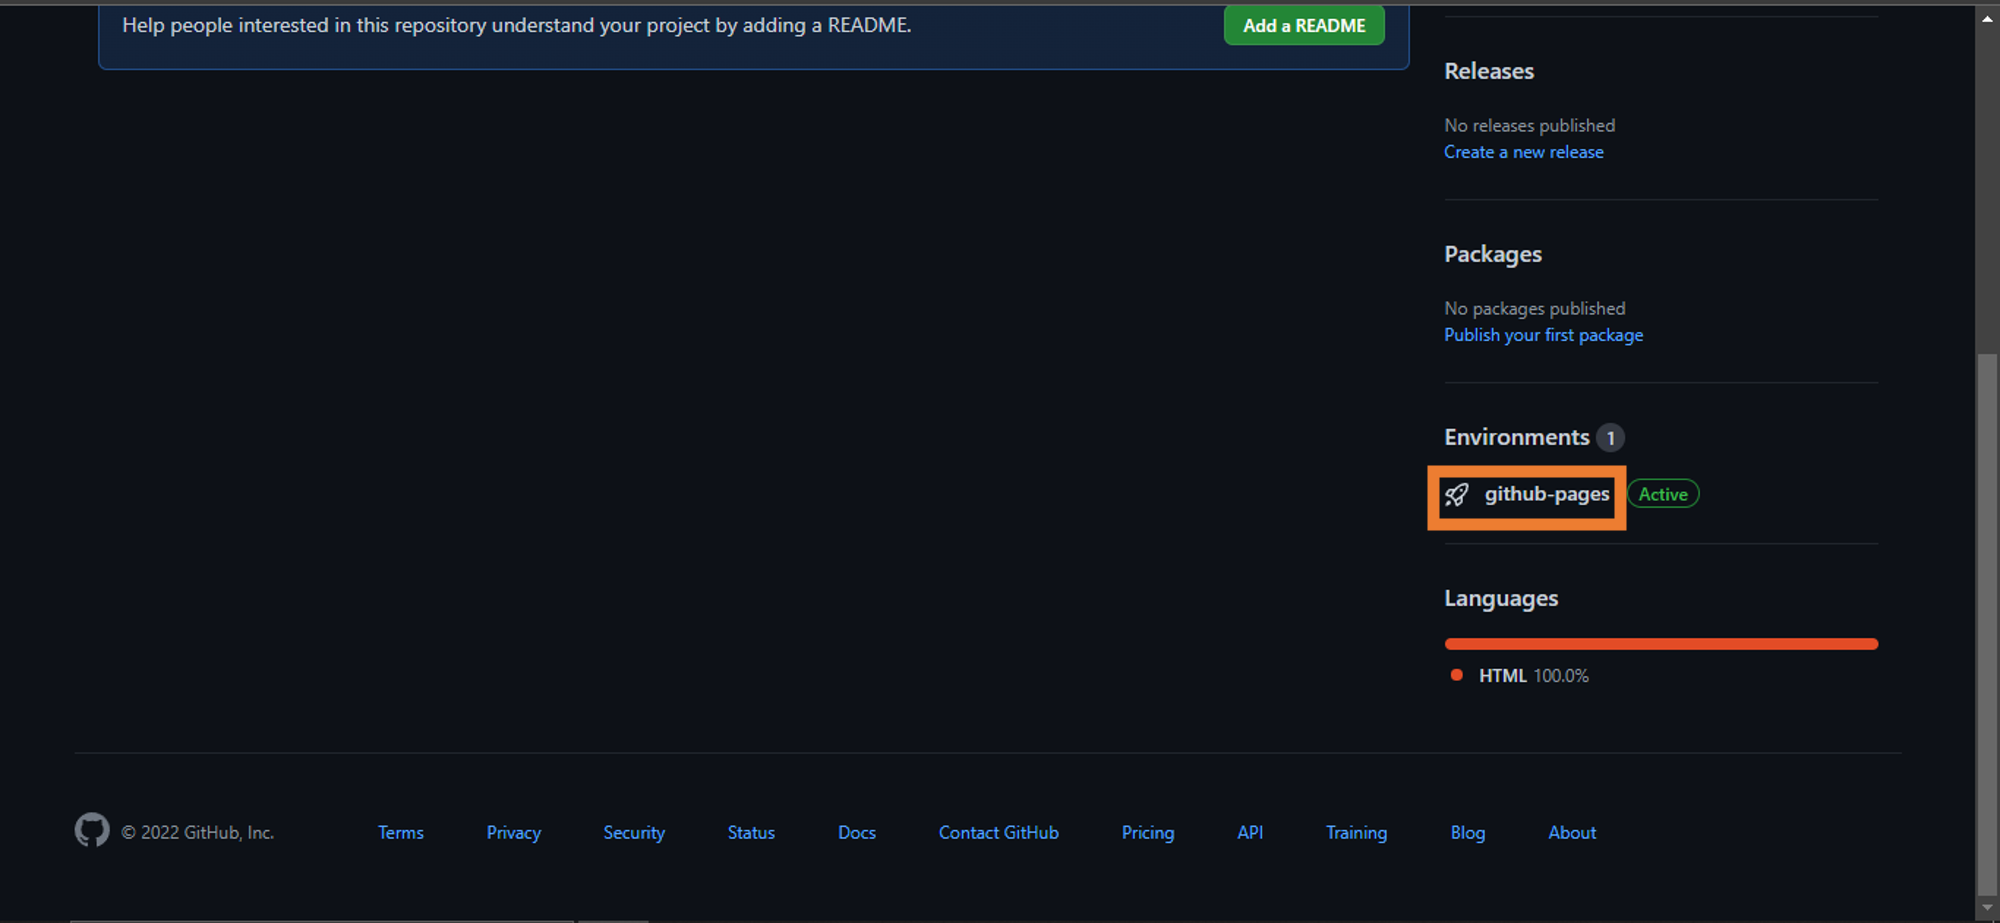 Help people interested in this repository understand your project by adding a README.
Add a README
Releases
No releases published
Create a new release
Packages
No packages published
Publish your first package
Environments 1
github-pages Active
Languages
HTML 100.0%
© 2022 GitHub, Inc. Terms Privacy Security Status Docs Contact GitHub Pricing API Training Blog About